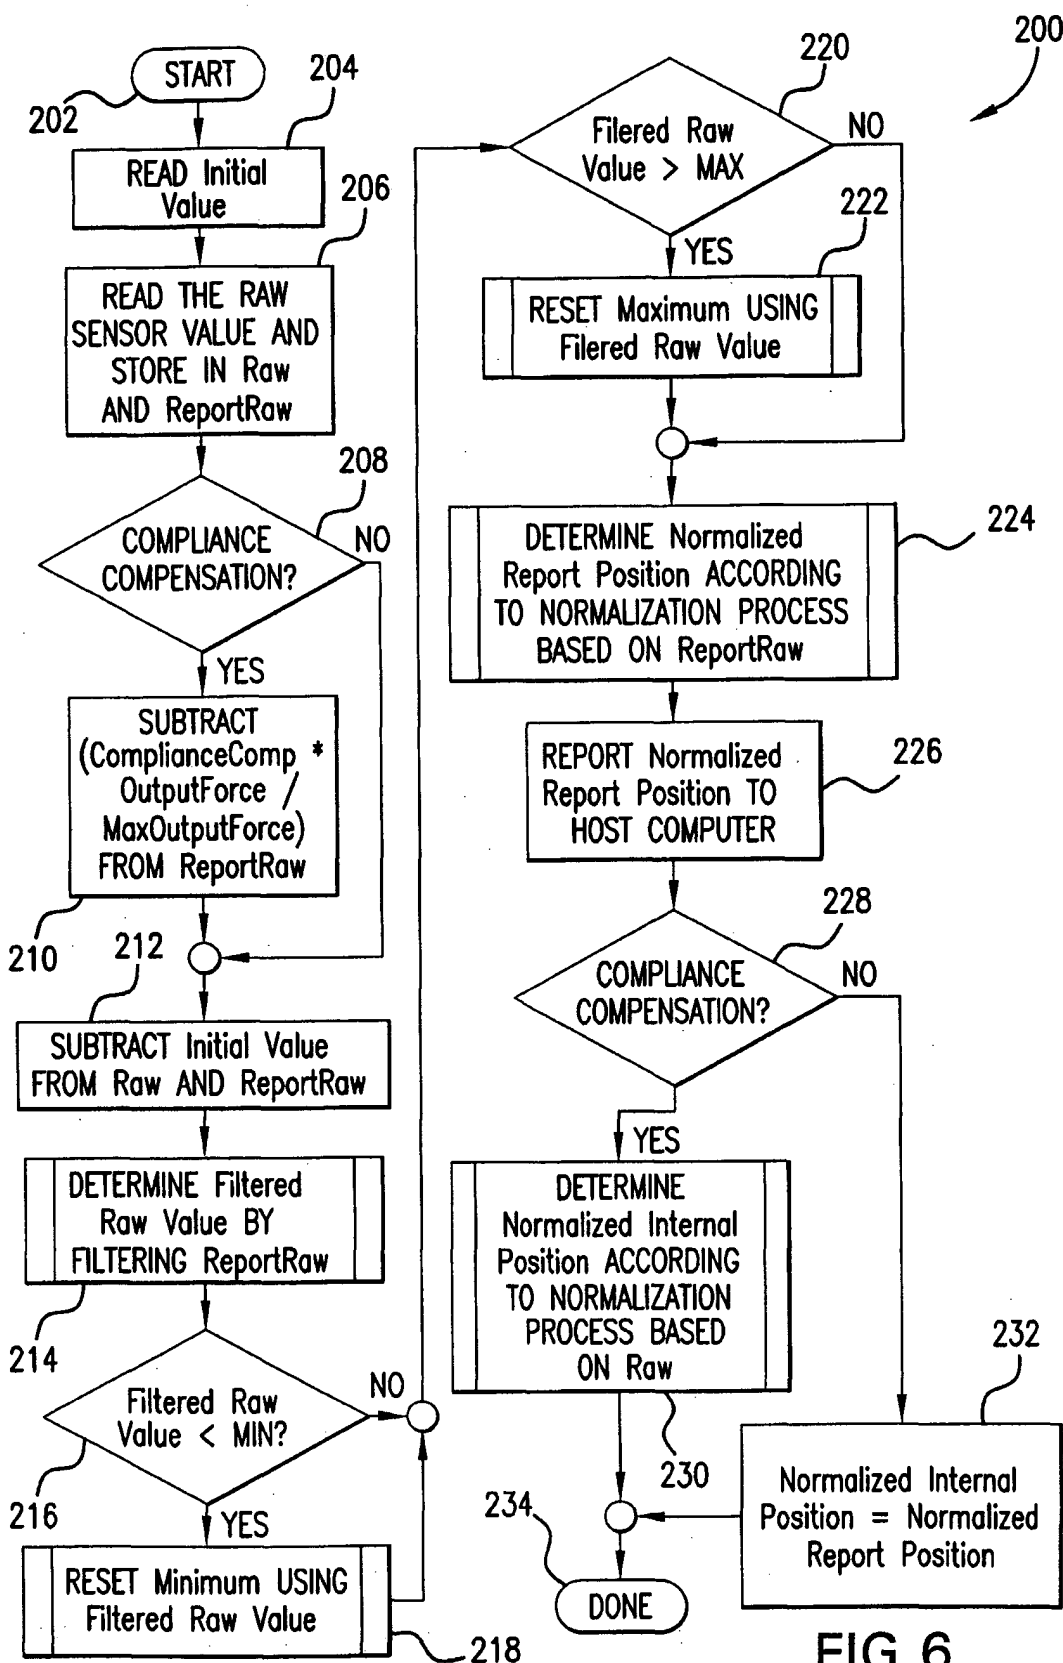 START
202
204
READ Initial
Value
206
READ THE RAW
SENSOR VALUE AND
STORE IN Raw
AND ReportRaw
208
COMPLIANCE
COMPENSATION?
NO
YES
SUBTRACT
(ComplianceComp *
OutputForce /
MaxOutputForce)
FROM ReportRaw
210
212
SUBTRACT Initial Value
FROM Raw AND ReportRaw
DETERMINE Filtered
Raw Value BY
FILTERING ReportRaw
214
Filtered Raw
Value < MIN?
NO
216
YES
RESET Minimum USING
Filtered Raw Value
218
200
220
Filered Raw
Value > MAX
NO
YES
222
RESET Maximum USING
Filered Raw Value
DETERMINE Normalized
Report Position ACCORDING
TO NORMALIZATION PROCESS
BASED ON ReportRaw
224
REPORT Normalized
Report Position TO
HOST COMPUTER
226
228
COMPLIANCE
COMPENSATION?
NO
YES
DETERMINE
Normalized Internal
Position ACCORDING
TO NORMALIZATION
PROCESS BASED
ON Raw
230
232
Normalized Internal
Position = Normalized
Report Position
234
DONE
FIG 6